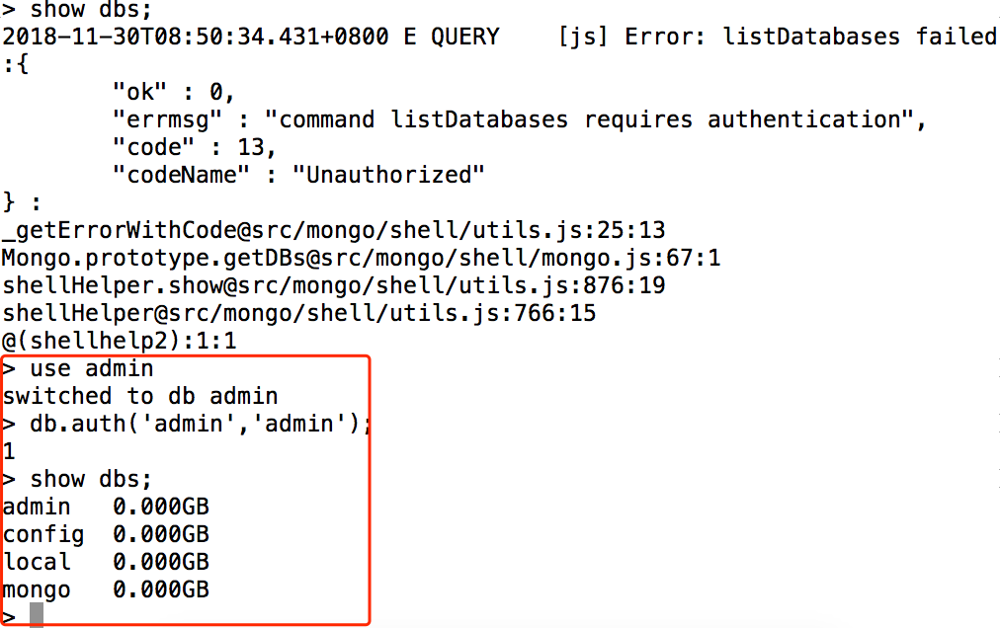 > show dbs;
2018-11-30T08:50:34.431+0800 E QUERY    [js] Error: listDatabases failed
:{
        "ok" : 0,
        "errmsg" : "command listDatabases requires authentication",
        "code" : 13,
        "codeName" : "Unauthorized"
} :
_getErrorWithCode@src/mongo/shell/utils.js:25:13
Mongo.prototype.getDBs@src/mongo/shell/mongo.js:67:1
shellHelper.show@src/mongo/shell/utils.js:876:19
shellHelper@src/mongo/shell/utils.js:766:15
@(shellhelp2):1:1
> use admin
switched to db admin
> db.auth('admin','admin');
1
> show dbs;
admin   0.000GB
config  0.000GB
local   0.000GB
mongo   0.000GB
>